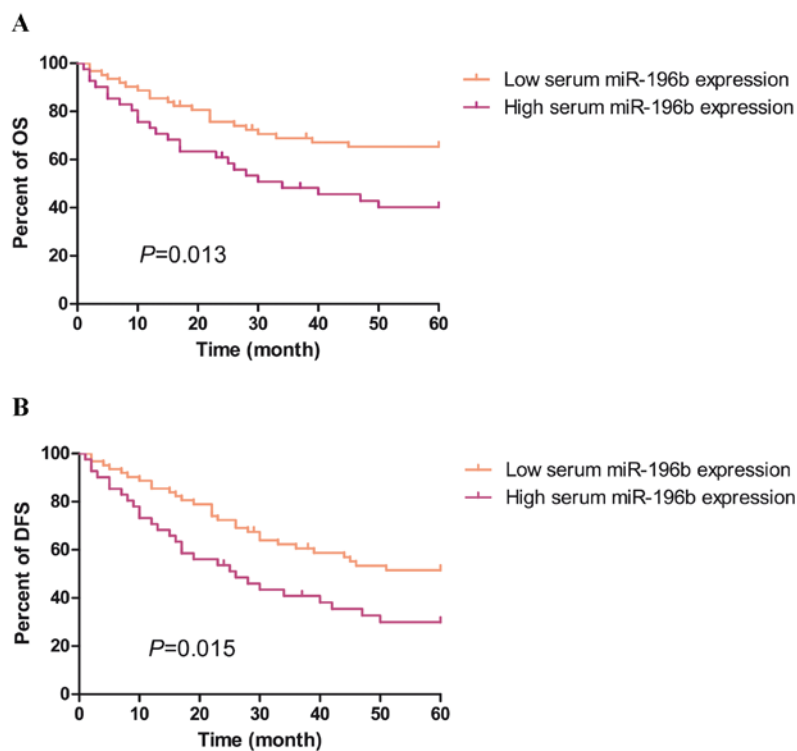 A
100
80
60
40
20
0
Percent of OS
0 10 20 30 40 50 60
Time (month)
P=0.013
Low serum miR-196b expression
High serum miR-196b expression
B
100
80
60
40
20
0
Percent of DFS
0 10 20 30 40 50 60
Time (month)
P=0.015
Low serum miR-196b expression
High serum miR-196b expression